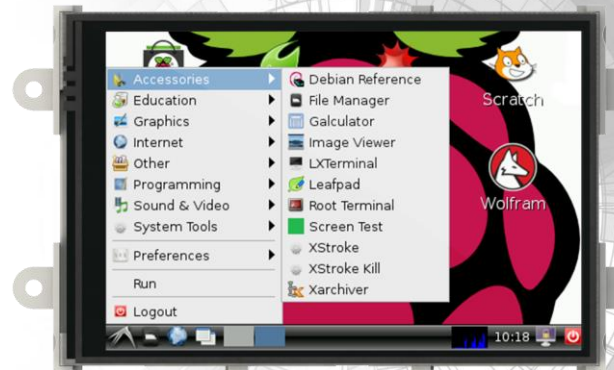 Accessories
Education
Graphics
Internet
Other
Programming
Sound & Video
System Tools
Preferences
Run
Logout
Debian Reference
File Manager
Galculator
Image Viewer
LXTerminal
Leafpad
Root Terminal
Screen Test
XStroke
XStroke Kill
Xarchiver
Scratch
Wolfram
10:18